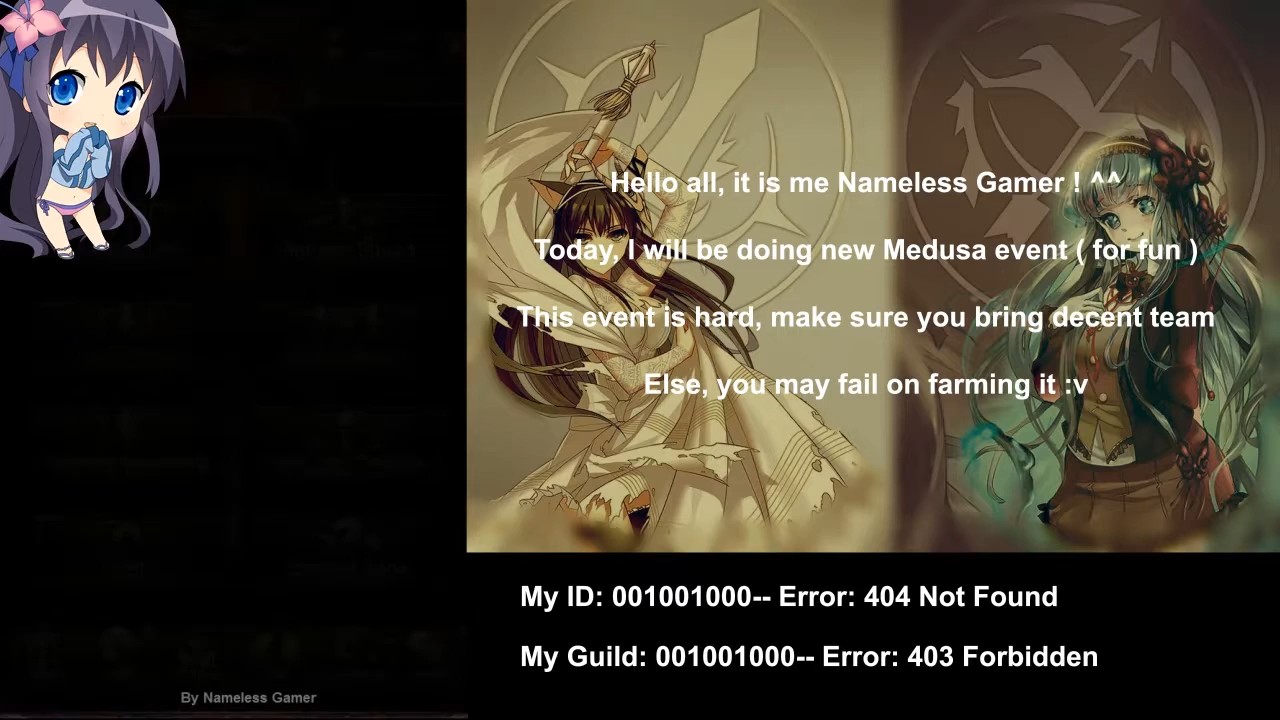 Hello all, it is me Nameless Gamer ! ^^
Today, I will be doing new Medusa event ( for fun )
This event is hard, make sure you bring decent team
Else, you may fail on farming it :v
My ID: 001001000-- Error: 404 Not Found
My Guild: 001001000-- Error: 403 Forbidden
By Nameless Gamer